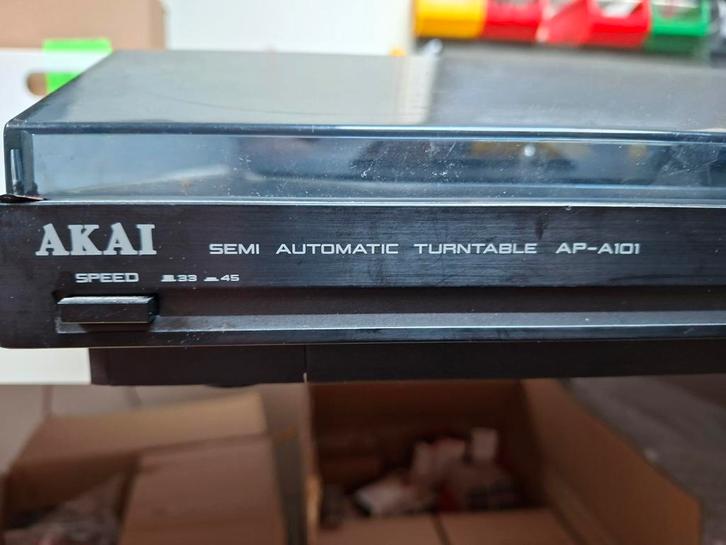 AKAI SEMI AUTOMATIC TURNTABLE AP-A101
SPEED 33 45